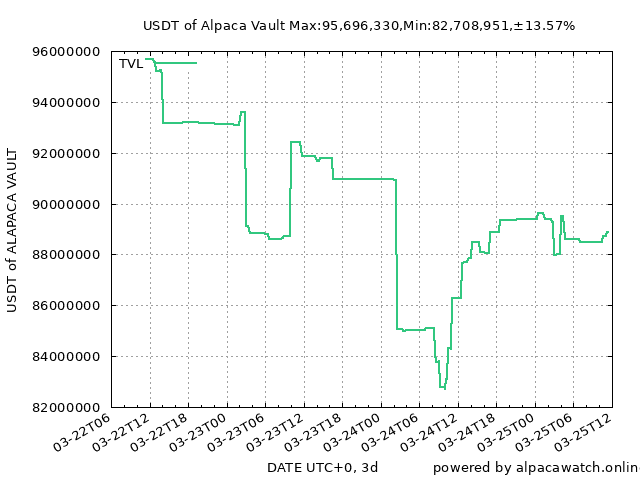 USDT of Alpaca Vault Max:95,696,330,Min:82,708,951,±13.57%
TVL
USDT of ALAPACA VAULT
96000000
94000000
92000000
90000000
88000000
86000000
84000000
82000000
03-22T06
03-22T12
03-22T18
03-23T00
03-23T06
03-23T12
03-23T18
03-24T00
03-24T06
03-24T12
03-24T18
03-25T00
03-25T06
03-25T12
DATE UTC+0, 3d
powered by alpacawatch.onlin